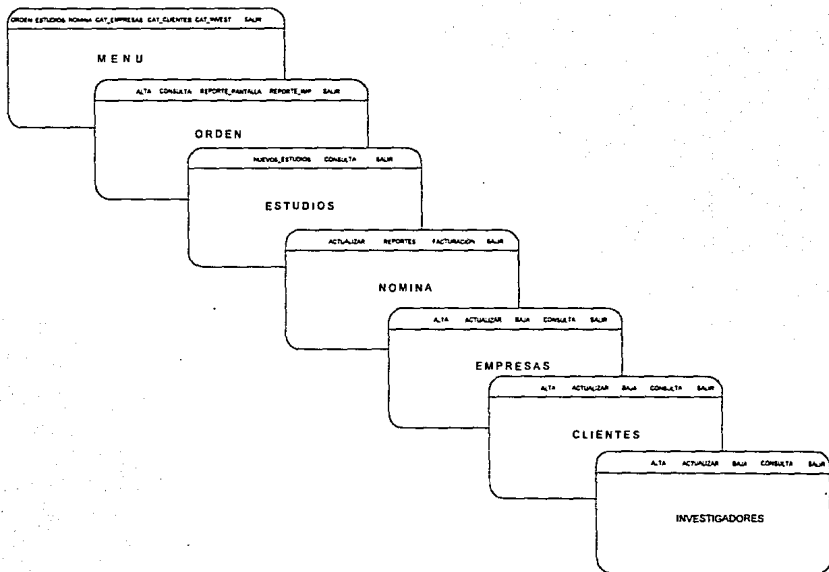 ORDEN ESTUDIOS NOMINA CAT_EMPRESAS CAT_CLIENTES CAT_INVEST SALIR
MENU
ALTA CONSULTA REPORTE_PANTALLA REPORTE_IMP SALIR
ORDEN
NUEVOS_ESTUDIOS CONSULTA SALIR
ESTUDIOS
ACTUALIZAR REPORTES FACTURACIÓN SALIR
NOMINA
ALTA ACTUALIZAR BAJA CONSULTA SALIR
EMPRESAS
ALTA ACTUALIZAR BAJA CONSULTA SALIR
CLIENTES
ALTA ACTUALIZAR BAJA CONSULTA SALIR
INVESTIGADORES